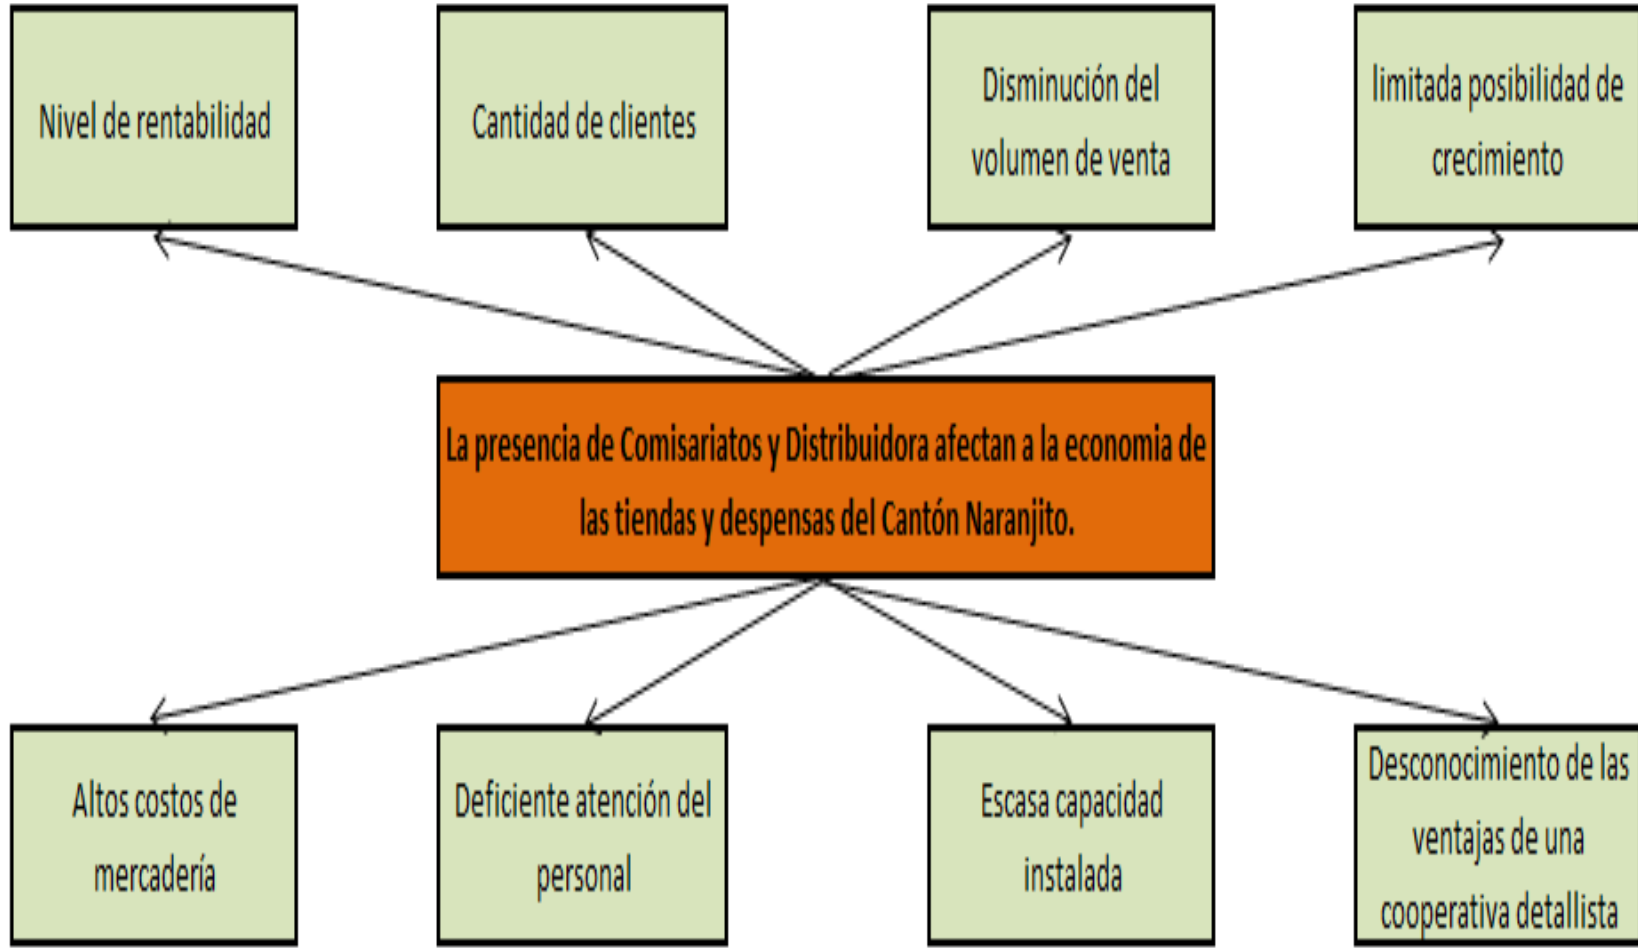 Nivel de rentabilidad
Cantidad de clientes
Disminución del
volumen de venta
limitada posibilidad de
crecimiento
La presencia de Comisariatos y Distribuidora afectan a la economia de
las tiendas y despensas del Cantón Naranjito.
Altos costos de
mercadería
Deficiente atención del
personal
Escasa capacidad
instalada
Desconocimiento de las
ventajas de una
cooperativa detallista